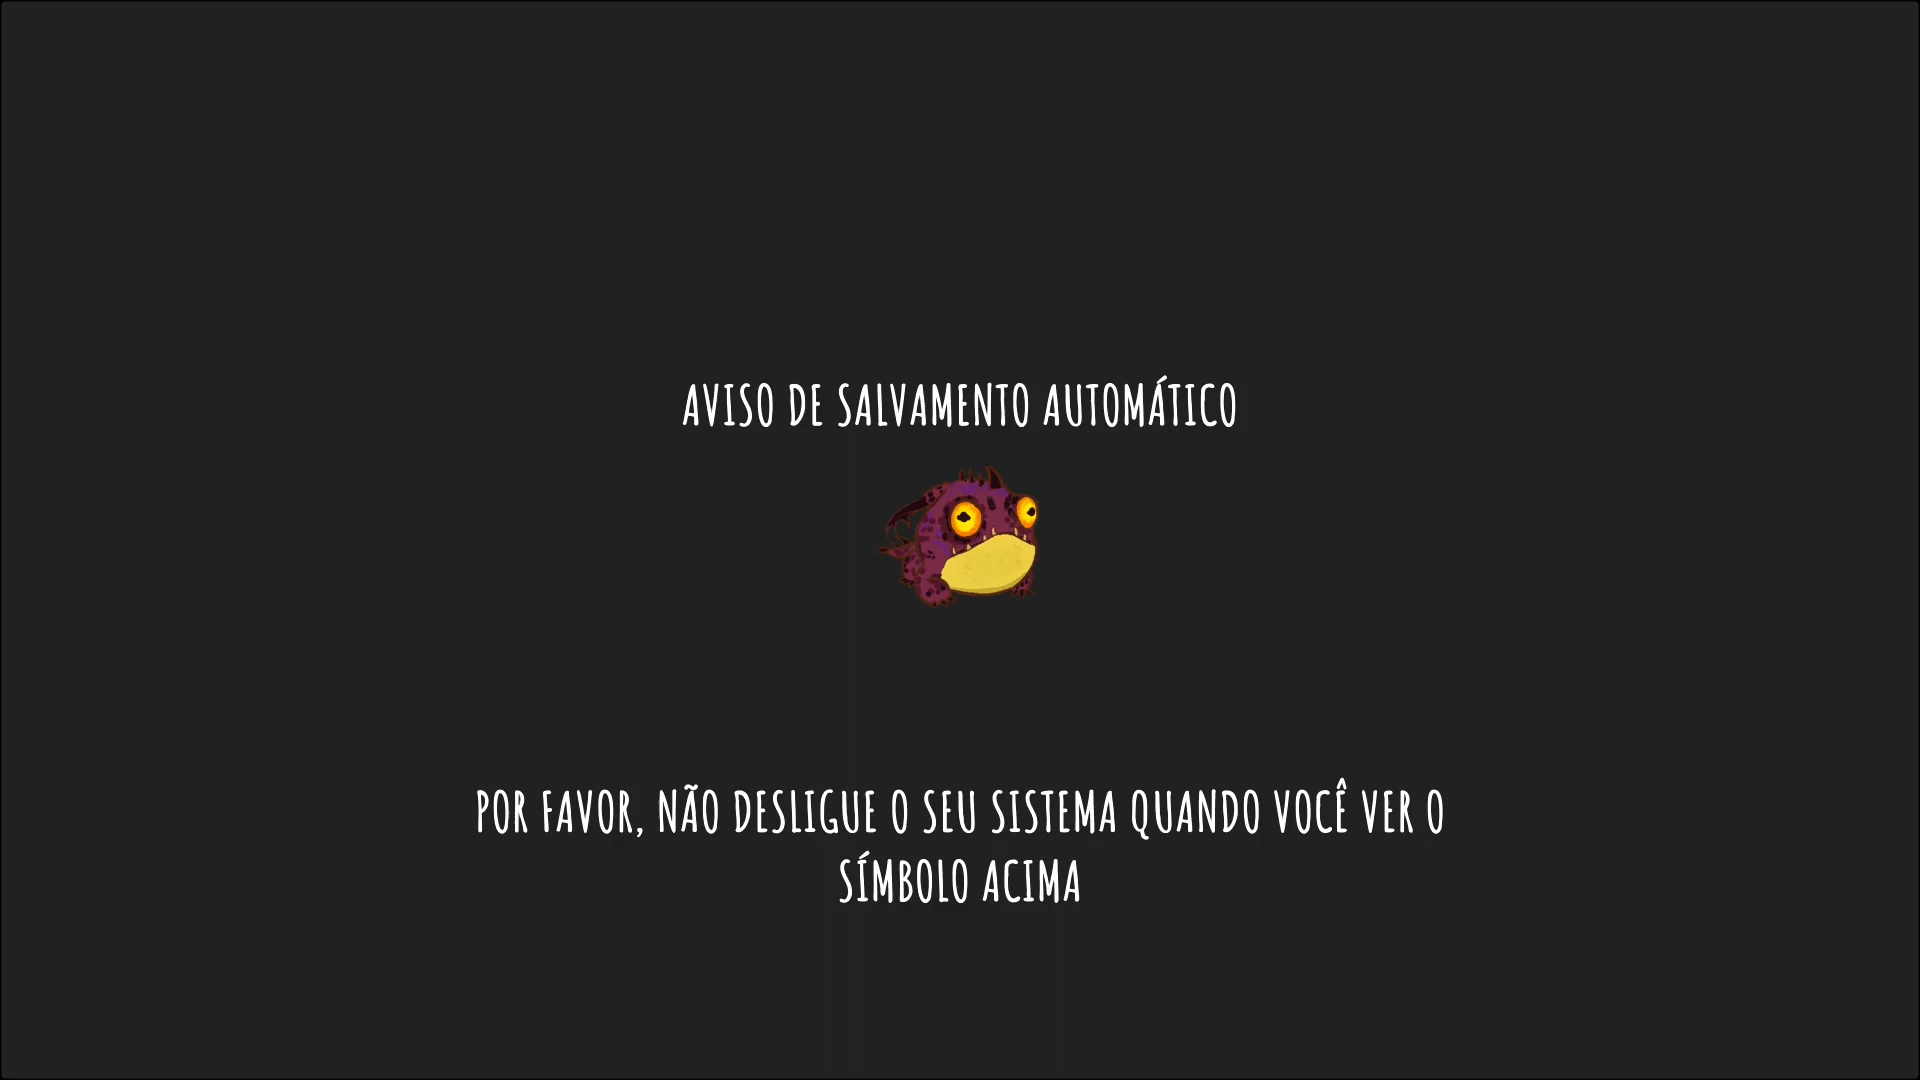 AVISO DE SALVAMENTO AUTOMÁTICO
POR FAVOR, NÃO DESLIGUE O SEU SISTEMA QUANDO VOCÊ VER O
SÍMBOLO ACIMA